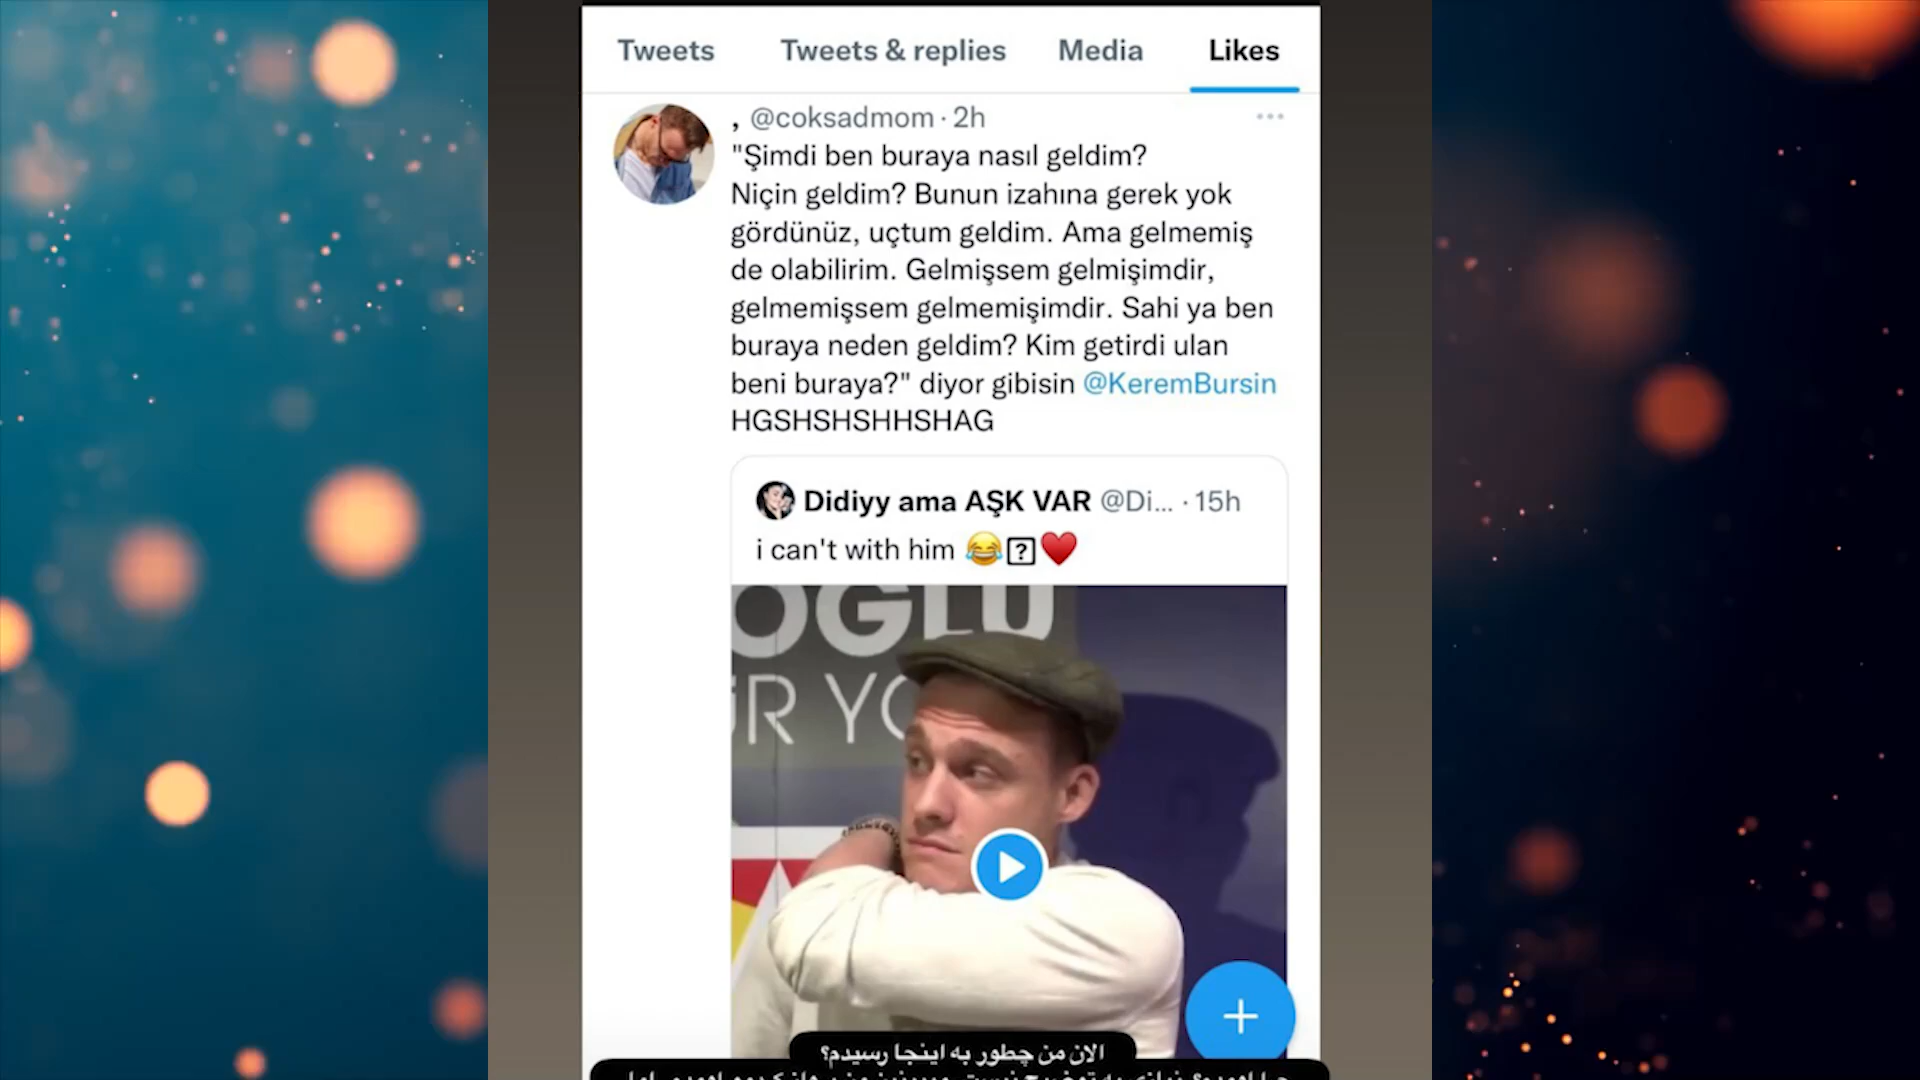 Tweets Tweets & replies Media Likes
, @coksadmom · 2h
"Şimdi ben buraya nasıl geldim?
Niçin geldim? Bunun izahına gerek yok
gördünüz, uçtum geldim. Ama gelmemiş
de olabilirim. Gelmişsem gelmişimdir,
gelmemişsem gelmemişimdir. Sahi ya ben
buraya neden geldim? Kim getirdi ulan
beni buraya?" diyor gibisin @KeremBursin
HGSHSHSHHSHAG
Didiyy ama AŞK VAR @Di... · 15h
i can't with him 😂❤️
OĞLU
ÜR YO
الان من چطور به اینجا رسیدم؟